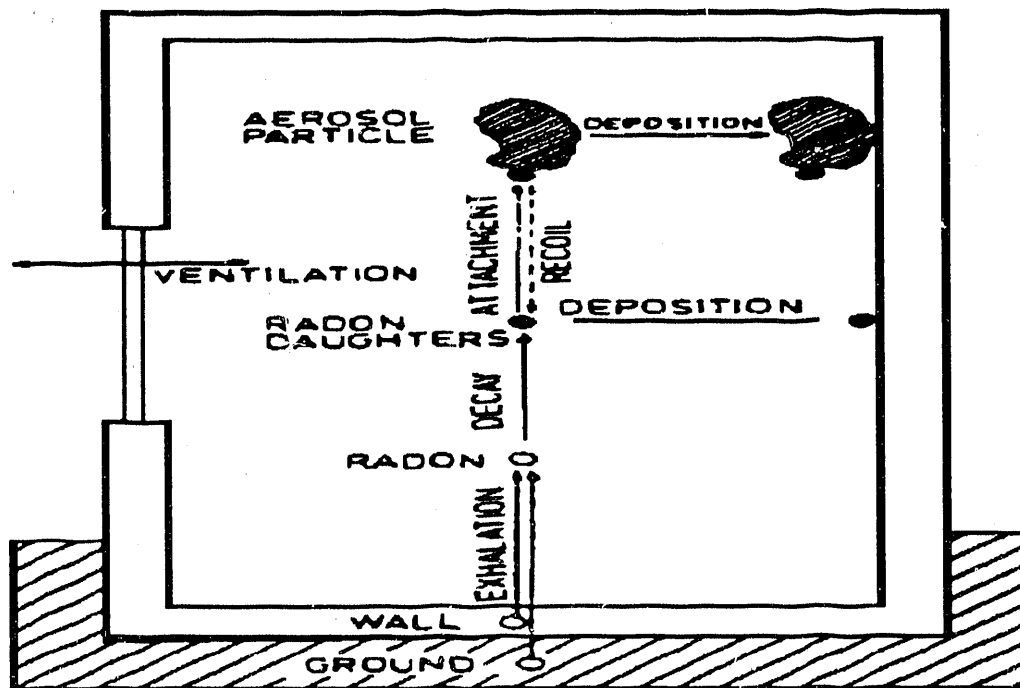 AEROSOL
PARTICLE
DEPOSITION
ATTACHMENT
RECOIL
VENTILATION
DEPOSITION
RADON
DAUGHTERS
DECAY
RADON
EXHALATION
WALL
GROUND